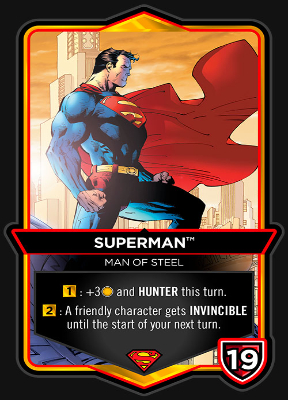 SUPERMAN™
MAN OF STEEL
1 : +3 and HUNTER this turn.
2 : A friendly character gets INVINCIBLE
until the start of your next turn.
S
19